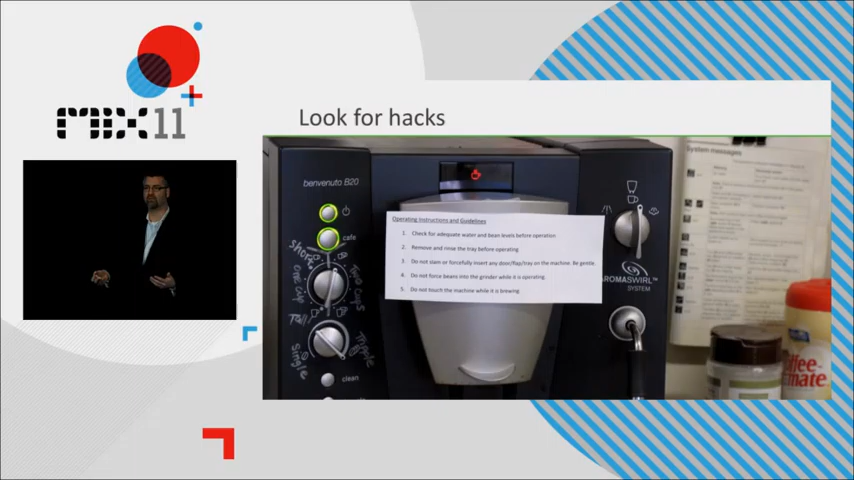 MIX11
Look for hacks
benvenuto B20
cafe
short
one cup
Two cups
Tall
single
Tripple
clean
Operating Instructions and Guidelines
1. Check for adequate water and bean levels before operation
2. Remove and rinse the tray before operating
3. Do not slam or forcefully insert any door/flap/tray on the machine. Be gentle.
4. Do not force beans into the grinder while it is operating.
5. Do not touch the machine while it is brewing
AROMASWIRL
SYSTEM
System messages
Coffee-
mate